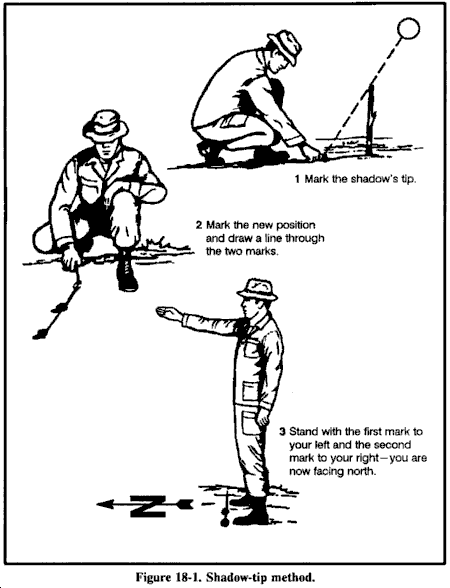 1 Mark the shadow's tip.
2 Mark the new position
and draw a line through
the two marks.
3 Stand with the first mark to
your left and the second
mark to your right—you are
now facing north.
N
Figure 18-1. Shadow-tip method.